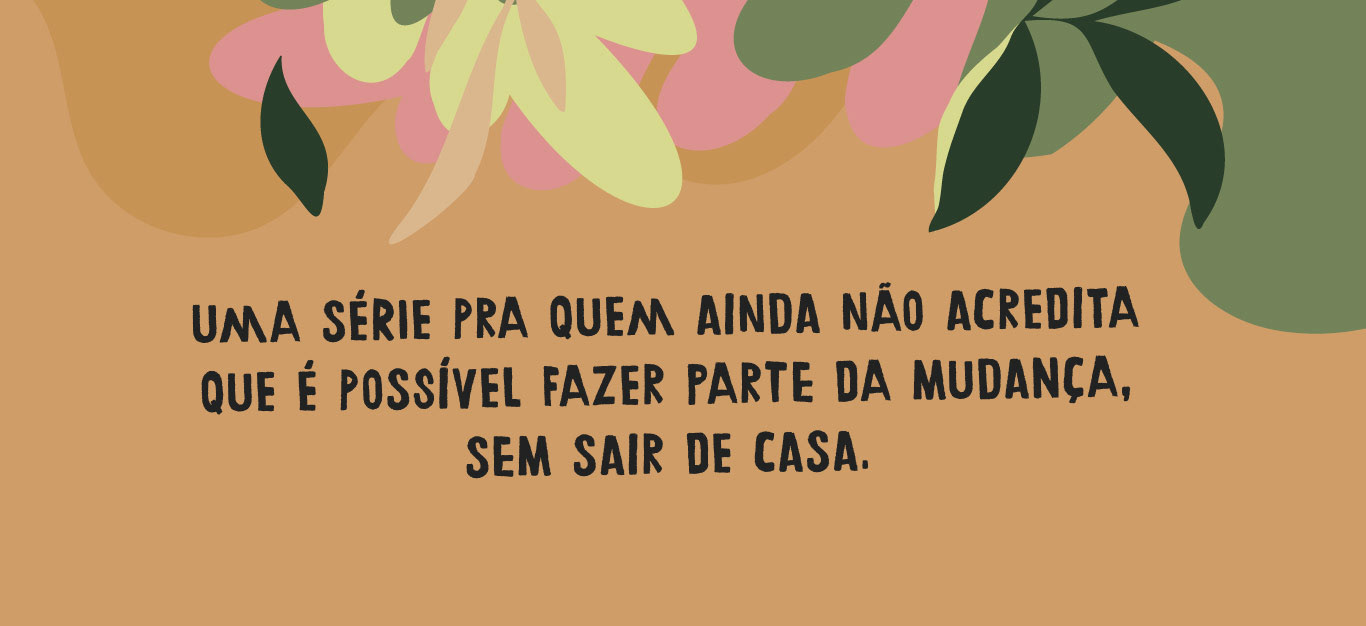 UMA SÉRIE PRA QUEM AINDA NÃO ACREDITA
QUE É POSSÍVEL FAZER PARTE DA MUDANÇA,
SEM SAIR DE CASA.